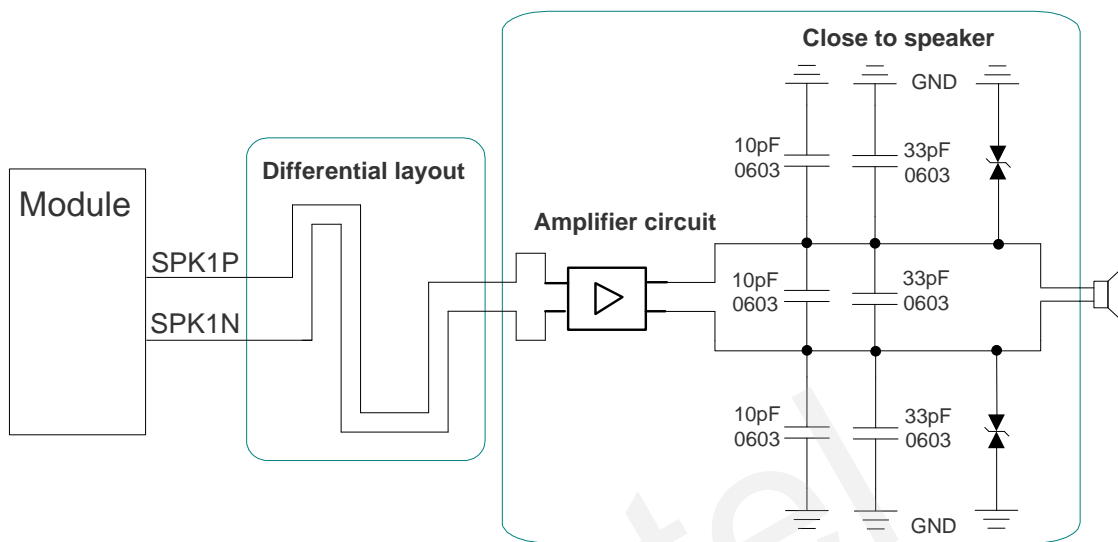 Close to speaker
GND
10pF
0603
33pF
0603
Differential layout
Module
Amplifier circuit
SPK1P
10pF
0603
33pF
0603
SPK1N
10pF
0603
33pF
0603
GND